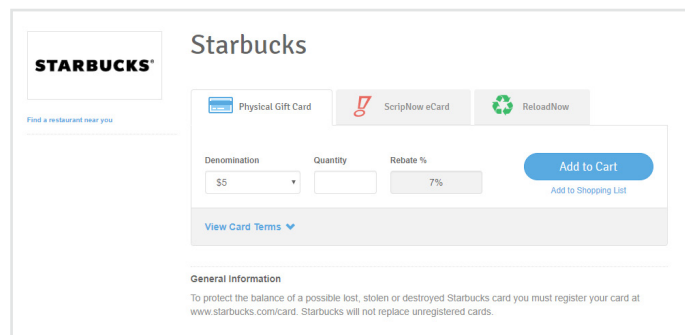 STARBUCKS®
Find a restaurant near you
Starbucks
Physical Gift Card
ScripNow eCard
ReloadNow
Denomination
Quantity
Rebate %
$5
7%
Add to Cart
Add to Shopping List
View Card Terms
General Information
To protect the balance of a possible lost, stolen or destroyed Starbucks card you must register your card at
www.starbucks.com/card. Starbucks will not replace unregistered cards.